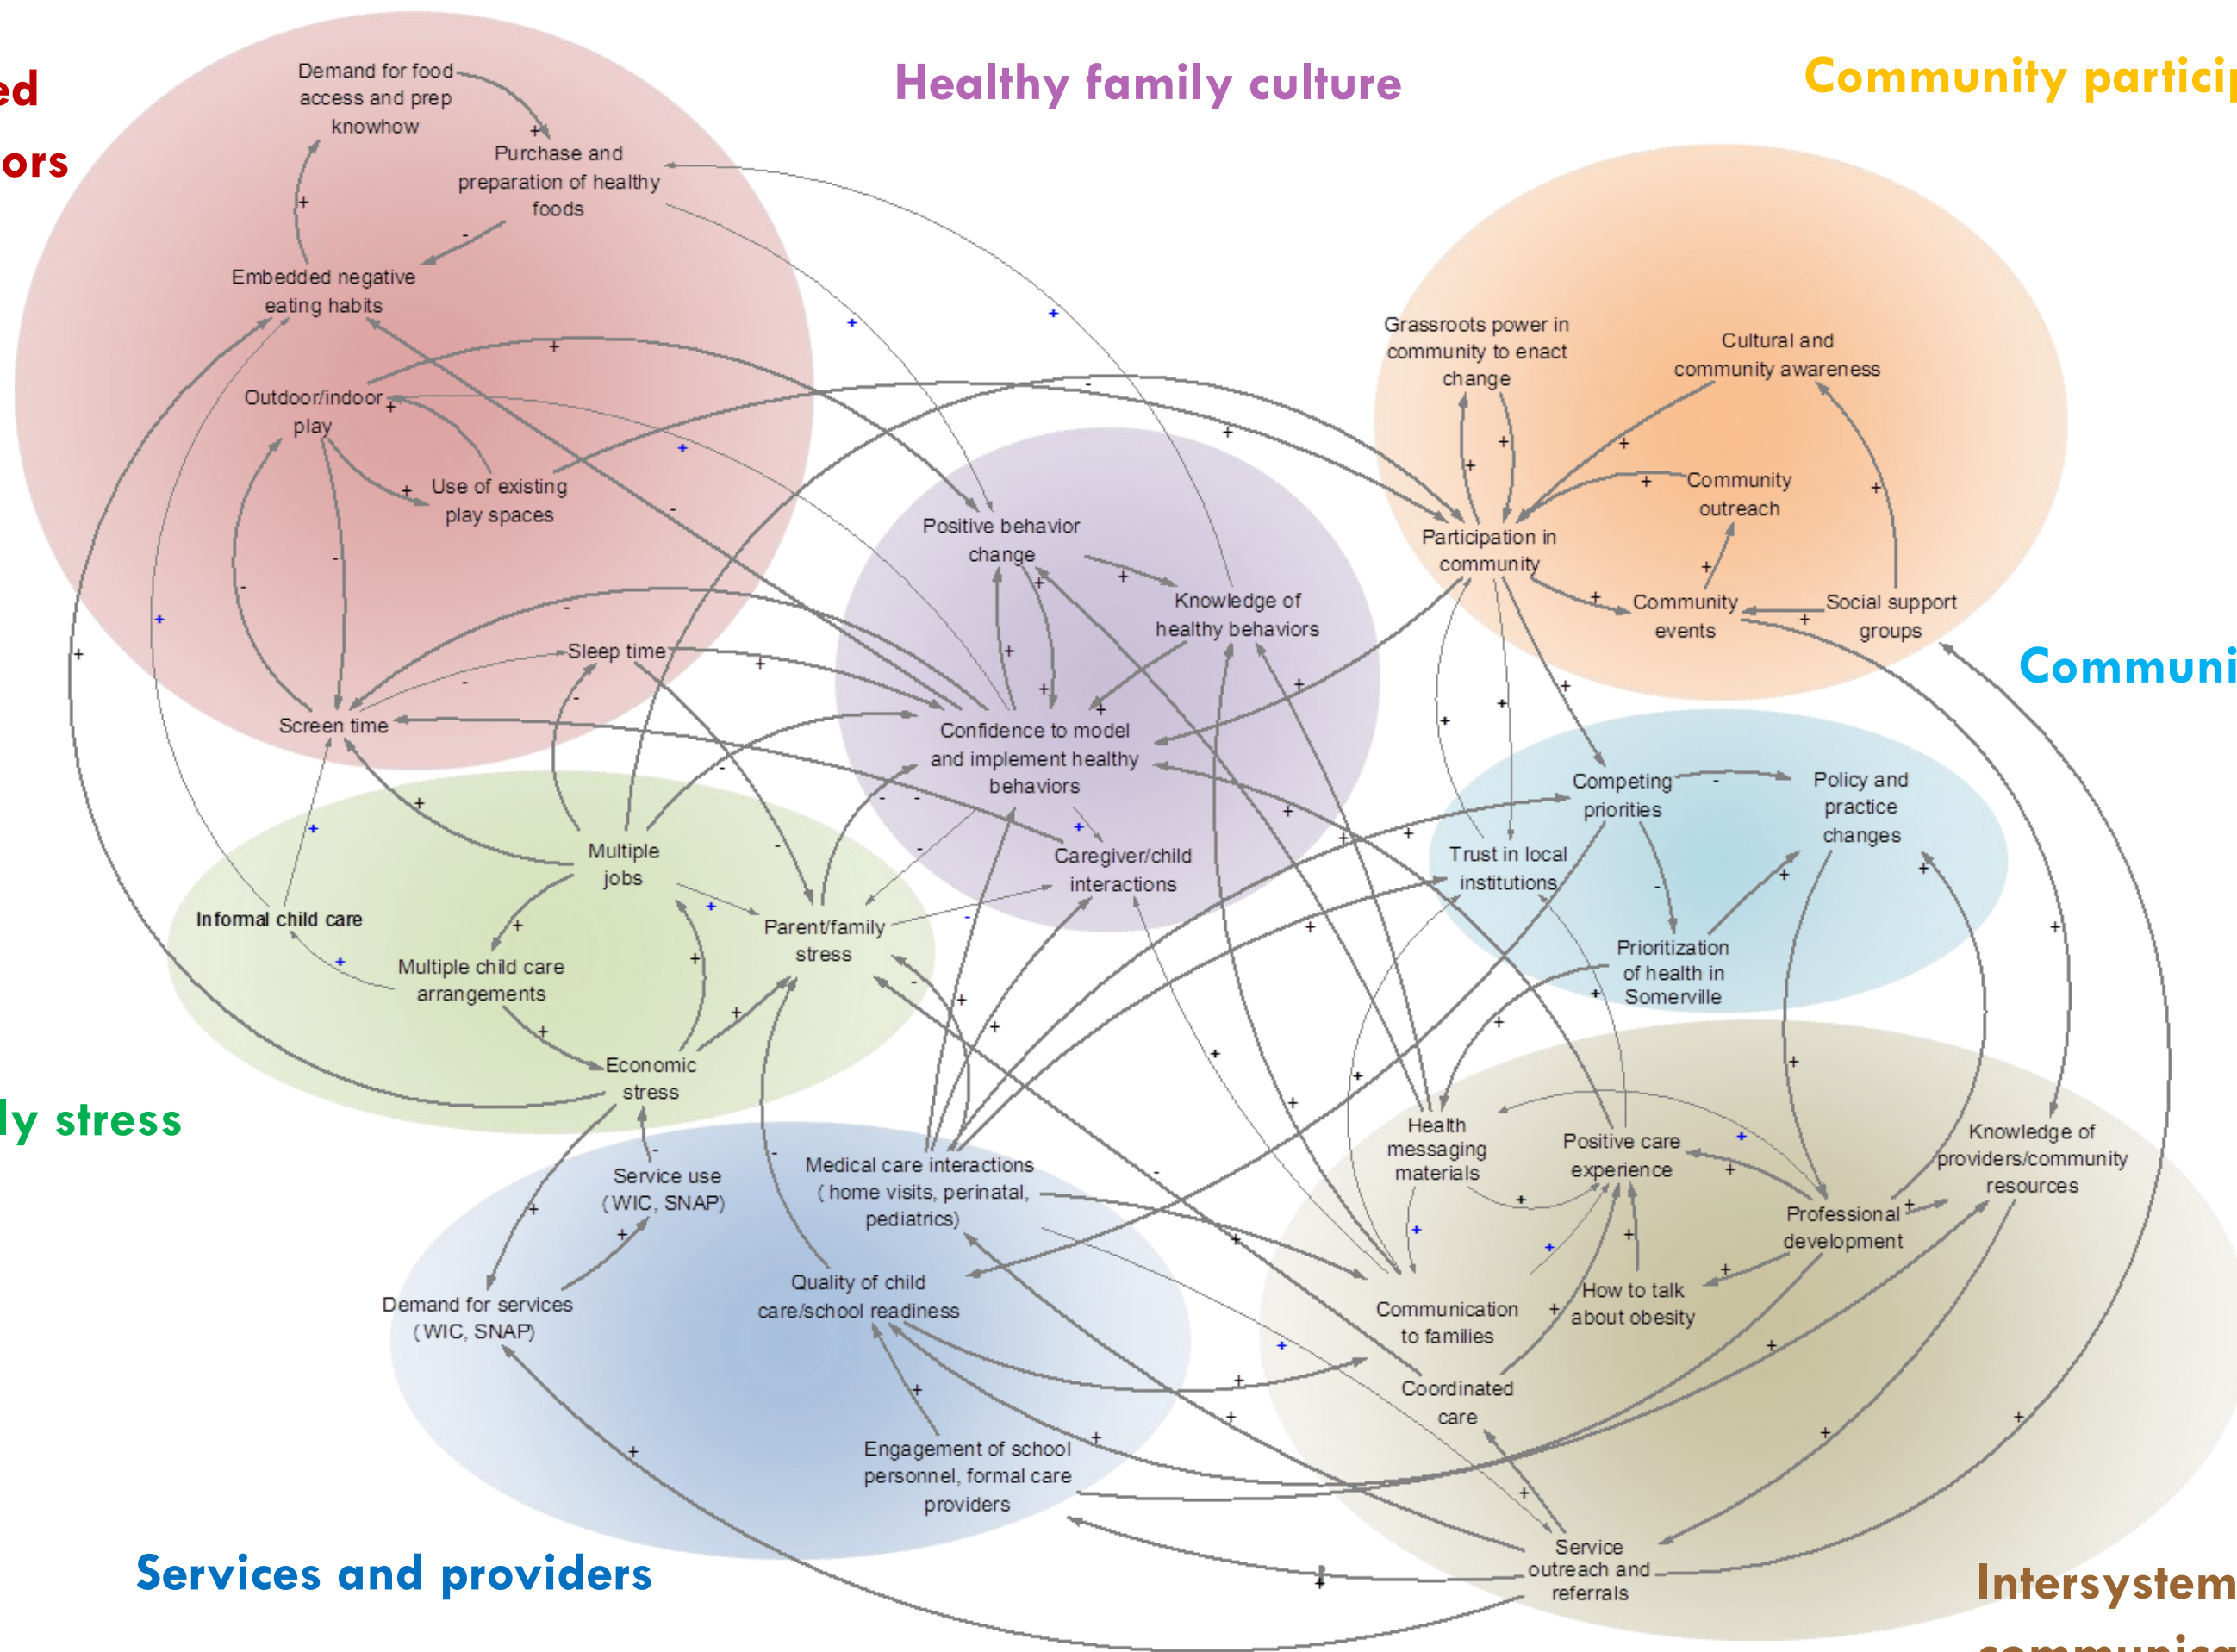 ed
ors
Healthy family culture
Community particip
Demand for food
access and prep
knowhow
Purchase and
preparation of healthy
foods
Embedded negative
eating habits
Outdoor/indoor
play
Use of existing
play spaces
Sleep time
Screen time
Grassroots power in
community to enact
change
Cultural and
community awareness
Community
outreach
Participation in
community
Community
events
Social support
groups
Positive behavior
change
Knowledge of
healthy behaviors
Confidence to model
and implement healthy
behaviors
Caregiver/child
interactions
Communi
Competing
priorities
Policy and
practice
changes
Trust in local
institutions
Prioritization
of health in
Somerville
Multiple
jobs
Informal child care
Multiple child care
arrangements
Parent/family
stress
Economic
stress
ly stress
Service use
(WIC, SNAP)
Medical care interactions
(home visits, perinatal,
pediatrics)
Quality of child
care/school readiness
Demand for services
(WIC, SNAP)
Engagement of school
personnel, formal care
providers
Services and providers
Health
messaging
materials
Positive care
experience
Knowledge of
providers/community
resources
Professional
development
How to talk
about obesity
Communication
to families
Coordinated
care
Service
outreach and
referrals
Intersystem
communica